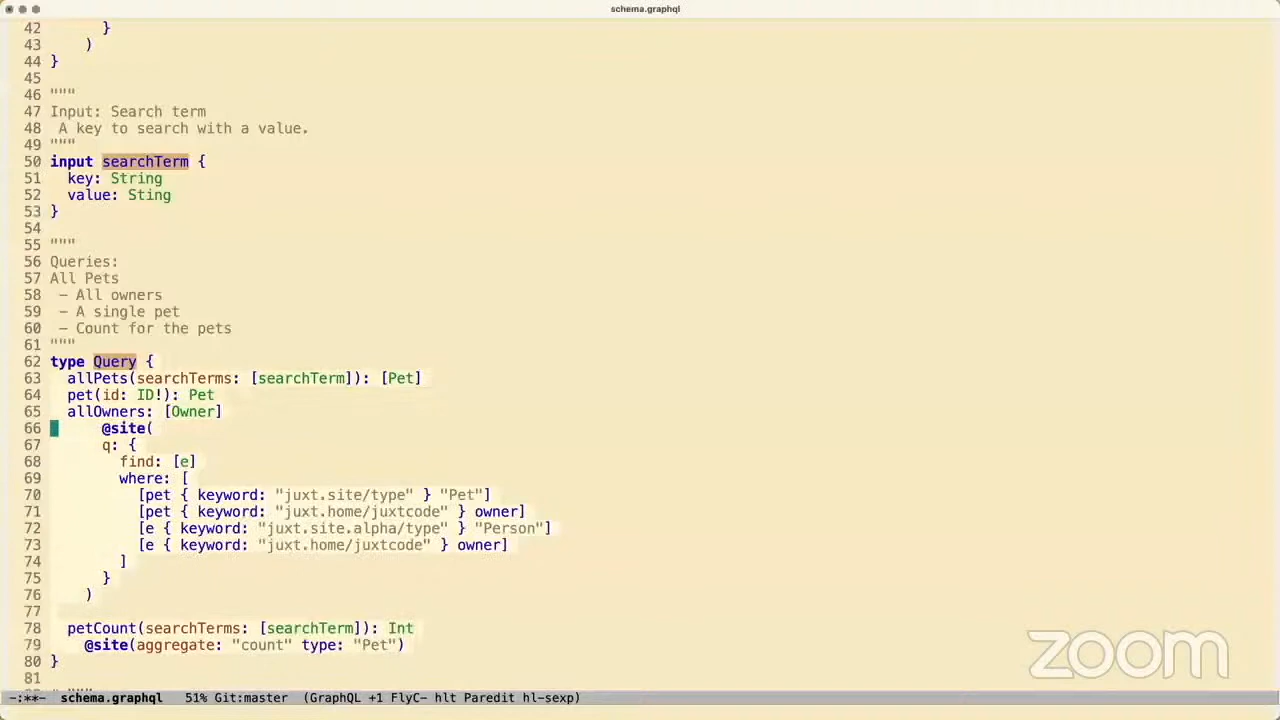 schema.graphql
42       }
43     )
44 }
45
46 """
47 Input: Search term
48  A key to search with a value.
49 """
50 input searchTerm {
51   key: String
52   value: Sting
53 }
54
55 """
56 Queries:
57 All Pets
58  - All owners
59  - A single pet
60  - Count for the pets
61 """
62 type Query {
63   allPets(searchTerms: [searchTerm]): [Pet]
64   pet(id: ID!): Pet
65   allOwners: [Owner]
66       @site(
67       q: {
68         find: [e]
69         where: [
70           [pet { keyword: "juxt.site/type" } "Pet"]
71           [pet { keyword: "juxt.home/juxtcode" } owner]
72           [e { keyword: "juxt.site.alpha/type" } "Person"]
73           [e { keyword: "juxt.home/juxtcode" } owner]
74         ]
75       }
76     )
77
78   petCount(searchTerms: [searchTerm]): Int
79     @site(aggregate: "count" type: "Pet")
80 }
81
zoom
-:**-  schema.graphql   51% Git:master  (GraphQL +1 FlyC- hlt Paredit hl-sexp)